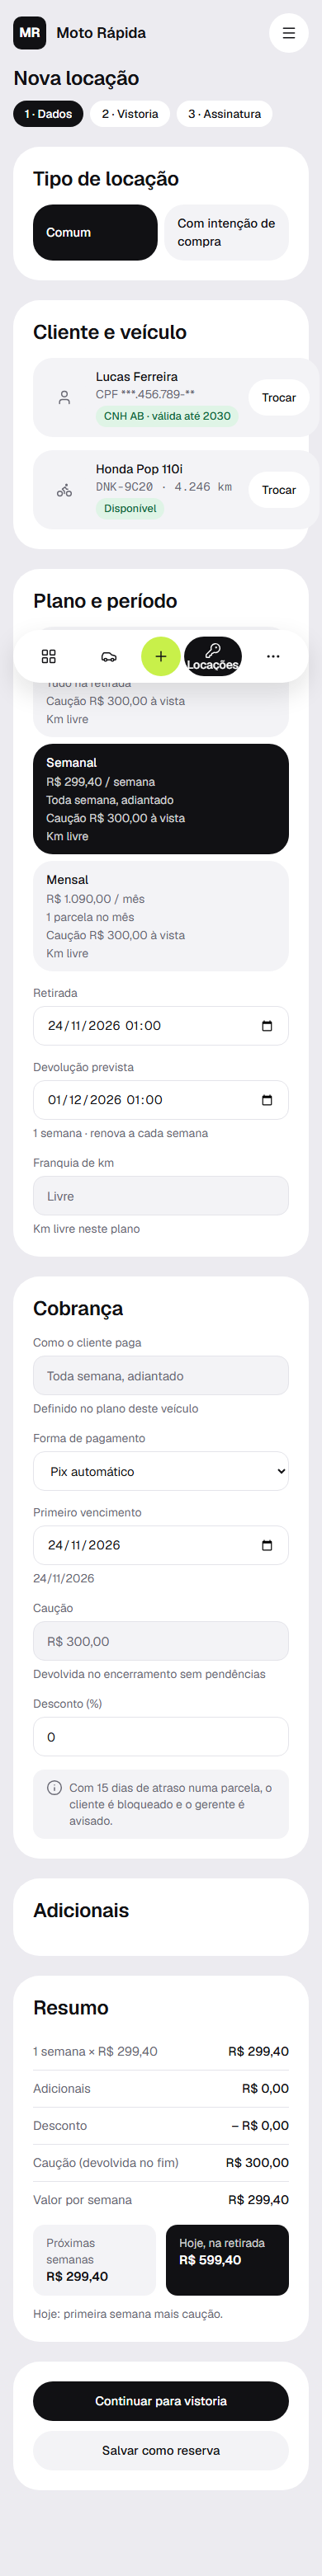 MR Moto Rápida
Nova locação
1 · Dados 2 · Vistoria 3 · Assinatura
Tipo de locação
Comum
Com intenção de
compra
Cliente e veículo
Lucas Ferreira
CPF ***.456.789-**
CNH AB · válida até 2030
Trocar
Honda Pop 110i
DNK-9C20 · 4.246 km
Disponível
Trocar
Plano e período
Locações
Tudo na retirada
Caução R$ 300,00 à vista
Km livre
Semanal
R$ 299,40 / semana
Toda semana, adiantado
Caução R$ 300,00 à vista
Km livre
Mensal
R$ 1.090,00 / mês
1 parcela no mês
Caução R$ 300,00 à vista
Km livre
Retirada
24/11/2026 01:00
Devolução prevista
01/12/2026 01:00
1 semana · renova a cada semana
Franquia de km
Livre
Km livre neste plano
Cobrança
Como o cliente paga
Toda semana, adiantado
Definido no plano deste veículo
Forma de pagamento
Pix automático
Primeiro vencimento
24/11/2026
24/11/2026
Caução
R$ 300,00
Devolvida no encerramento sem pendências
Desconto (%)
0
Com 15 dias de atraso numa parcela, o
cliente é bloqueado e o gerente é
avisado.
Adicionais
Resumo
1 semana × R$ 299,40 R$ 299,40
Adicionais R$ 0,00
Desconto – R$ 0,00
Caução (devolvida no fim) R$ 300,00
Valor por semana R$ 299,40
Próximas
semanas
R$ 299,40
Hoje, na retirada
R$ 599,40
Hoje: primeira semana mais caução.
Continuar para vistoria
Salvar como reserva